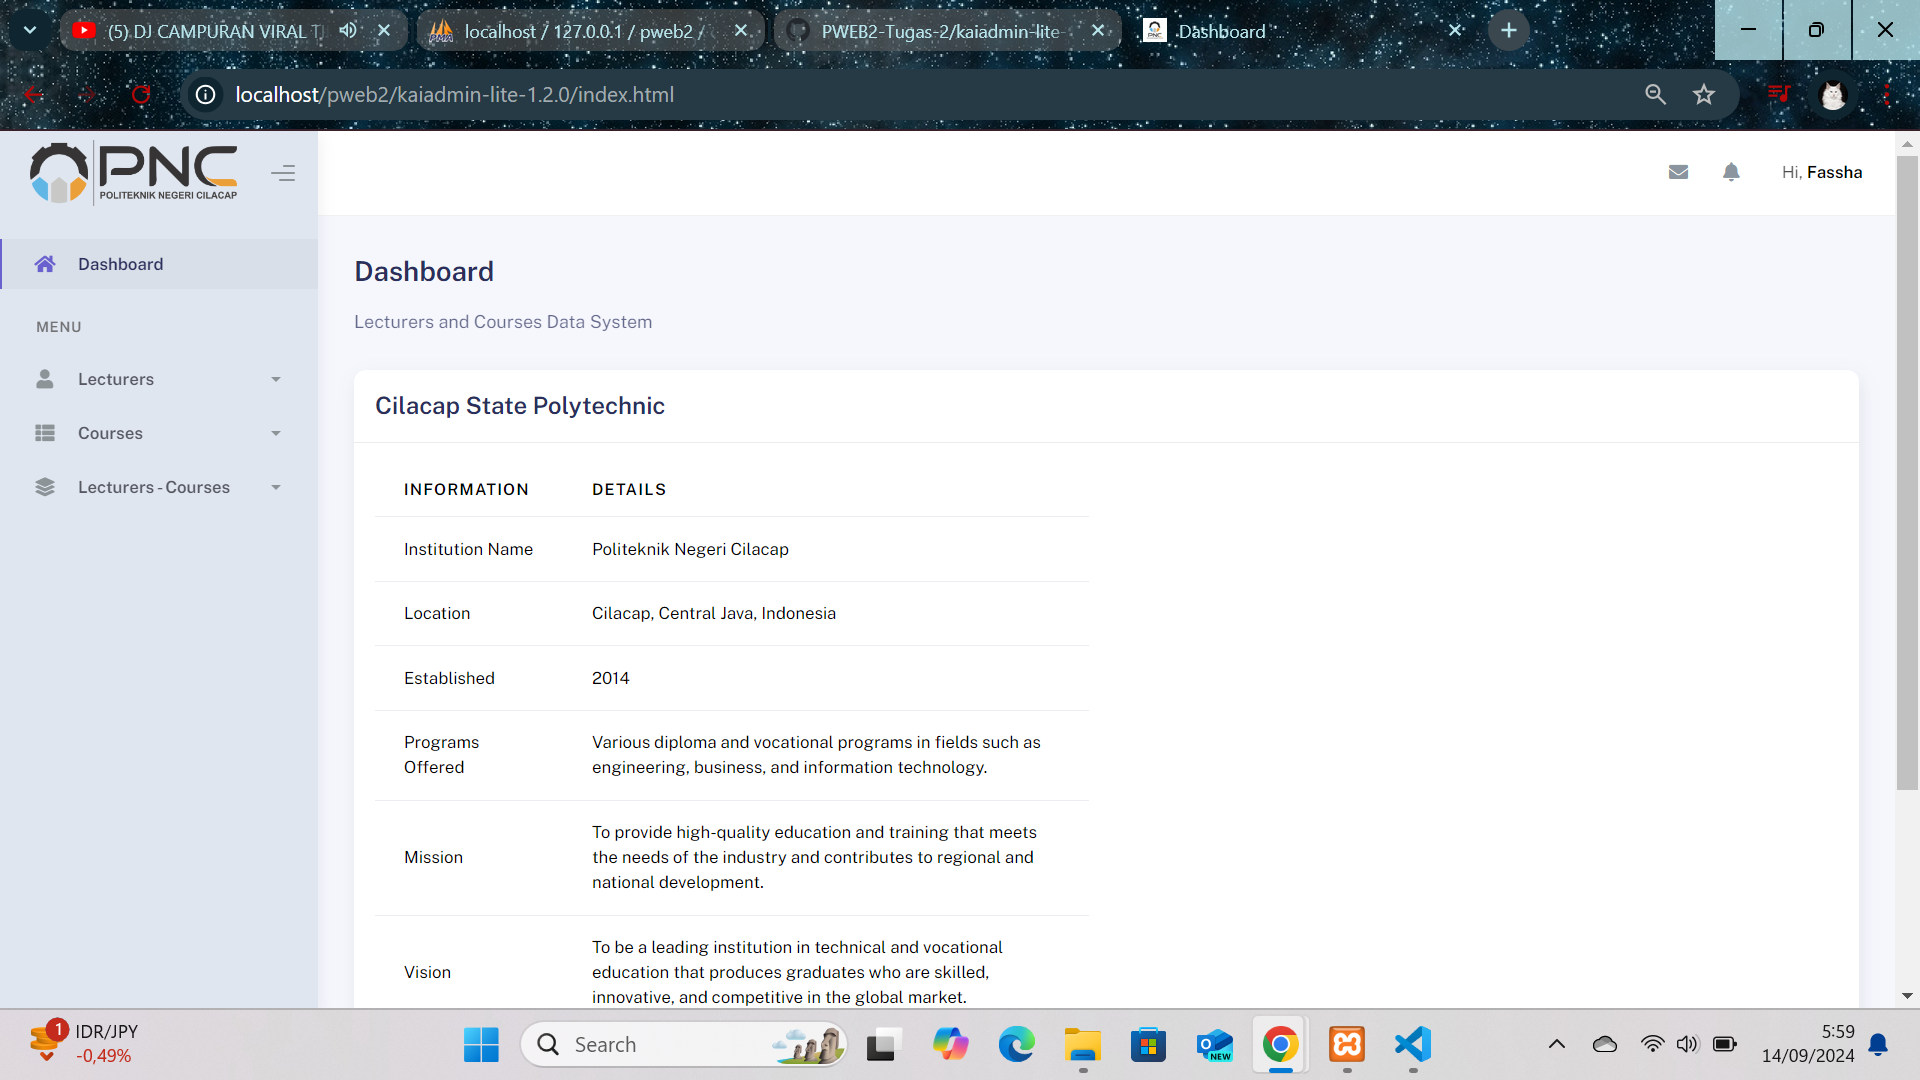 (5) DJ CAMPURAN VIRAL TI
localhost / 127.0.0.1 / pweb2 /
PWEB2-Tugas-2/kaiadmin-lite-
Dashboard
localhost/pweb2/kaiadmin-lite-1.2.0/index.html
PNC
POLITEKNIK NEGERI CILACAP
Hi, Fassha
Dashboard
MENU
Lecturers
Courses
Lecturers - Courses
Dashboard
Lecturers and Courses Data System
Cilacap State Polytechnic
INFORMATION DETAILS
Institution Name Politeknik Negeri Cilacap
Location Cilacap, Central Java, Indonesia
Established 2014
Programs Offered
Various diploma and vocational programs in fields such as
engineering, business, and information technology.
Mission
To provide high-quality education and training that meets
the needs of the industry and contributes to regional and
national development.
Vision
To be a leading institution in technical and vocational
education that produces graduates who are skilled,
innovative, and competitive in the global market.
1
IDR/JPY
-0,49%
Search
NEW
5:59
14/09/2024